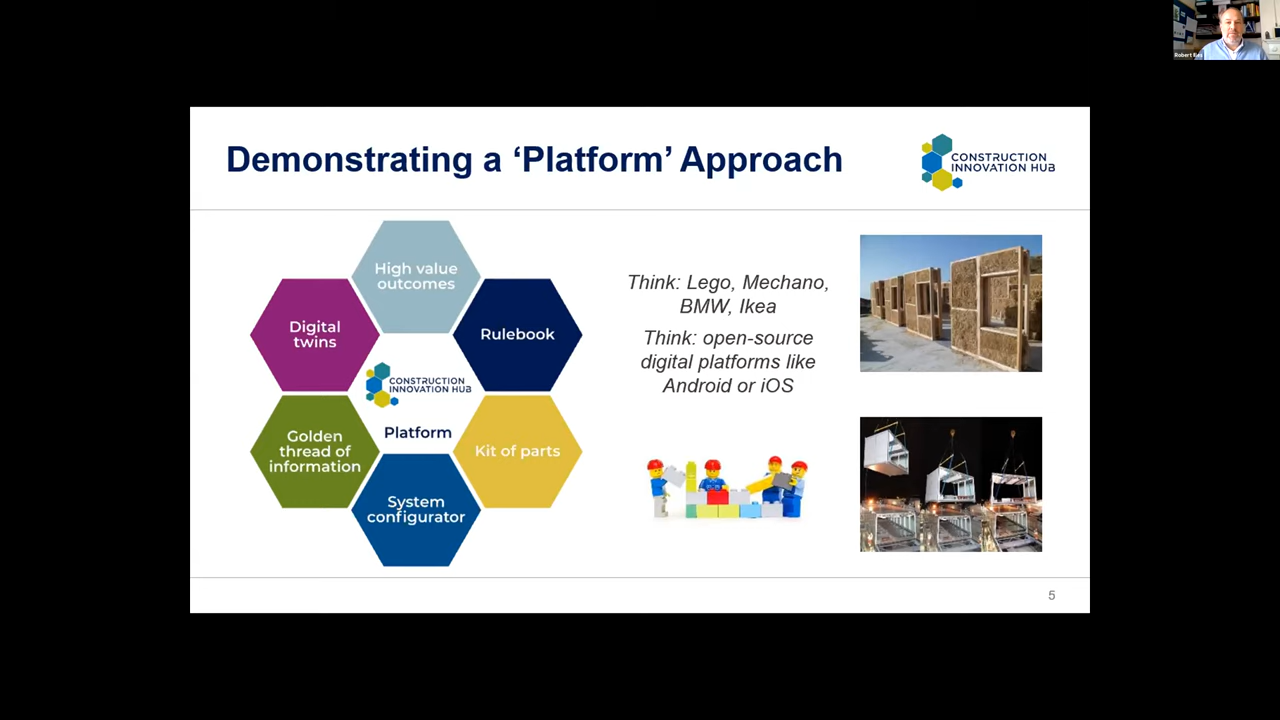 Robert
Demonstrating a ‘Platform’ Approach
CONSTRUCTION
INNOVATION HUB
High value
outcomes
Digital
twins
Rulebook
CONSTRUCTION
INNOVATION HUB
Platform
Golden
thread of
information
Kit of parts
System
configurator
Think: Lego, Mechano,
BMW, Ikea
Think: open-source
digital platforms like
Android or iOS
5